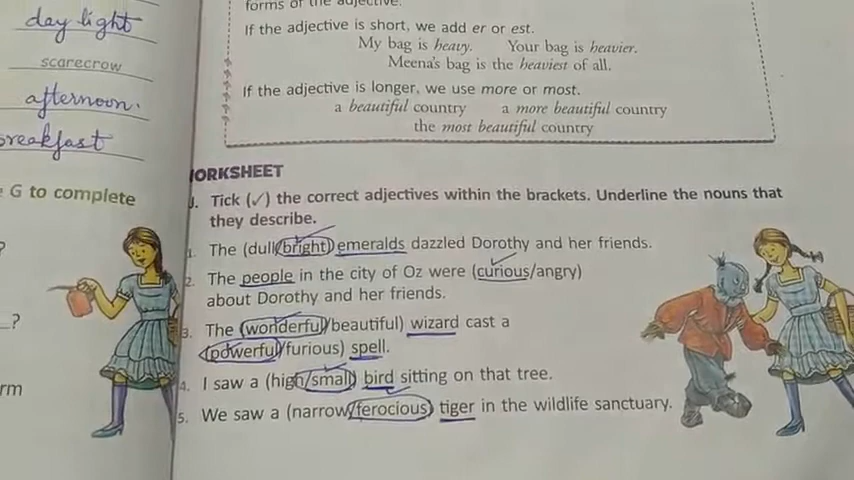 day light
scarecrow
afternoon.
breakfast
G to complete
?
?
rm
forms of the adjective.
If the adjective is short, we add er or est.
My bag is heavy. Your bag is heavier.
Meena's bag is the heaviest of all.
If the adjective is longer, we use more or most.
a beautiful country a more beautiful country
the most beautiful country
WORKSHEET
Tick (✓) the correct adjectives within the brackets. Underline the nouns that
they describe.
1. The (dull/bright) emeralds dazzled Dorothy and her friends.
2. The people in the city of Oz were (curious/angry)
about Dorothy and her friends.
3. The (wonderful/beautiful) wizard cast a
(powerful/furious) spell.
4. I saw a (high/small) bird sitting on that tree.
5. We saw a (narrow/ferocious) tiger in the wildlife sanctuary.